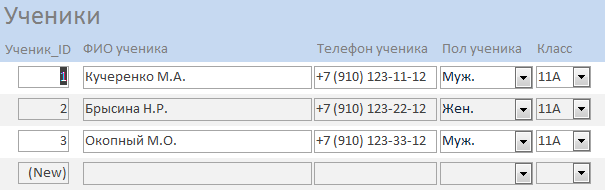 Ученики
Ученик_ID ФИО ученика Телефон ученика Пол ученика Класс
1 Кучеренко М.А. +7 (910) 123-11-12 Муж. 11А
2 Брысина Н.Р. +7 (910) 123-22-12 Жен. 11А
3 Окопный М.О. +7 (910) 123-33-12 Муж. 11А
(New)